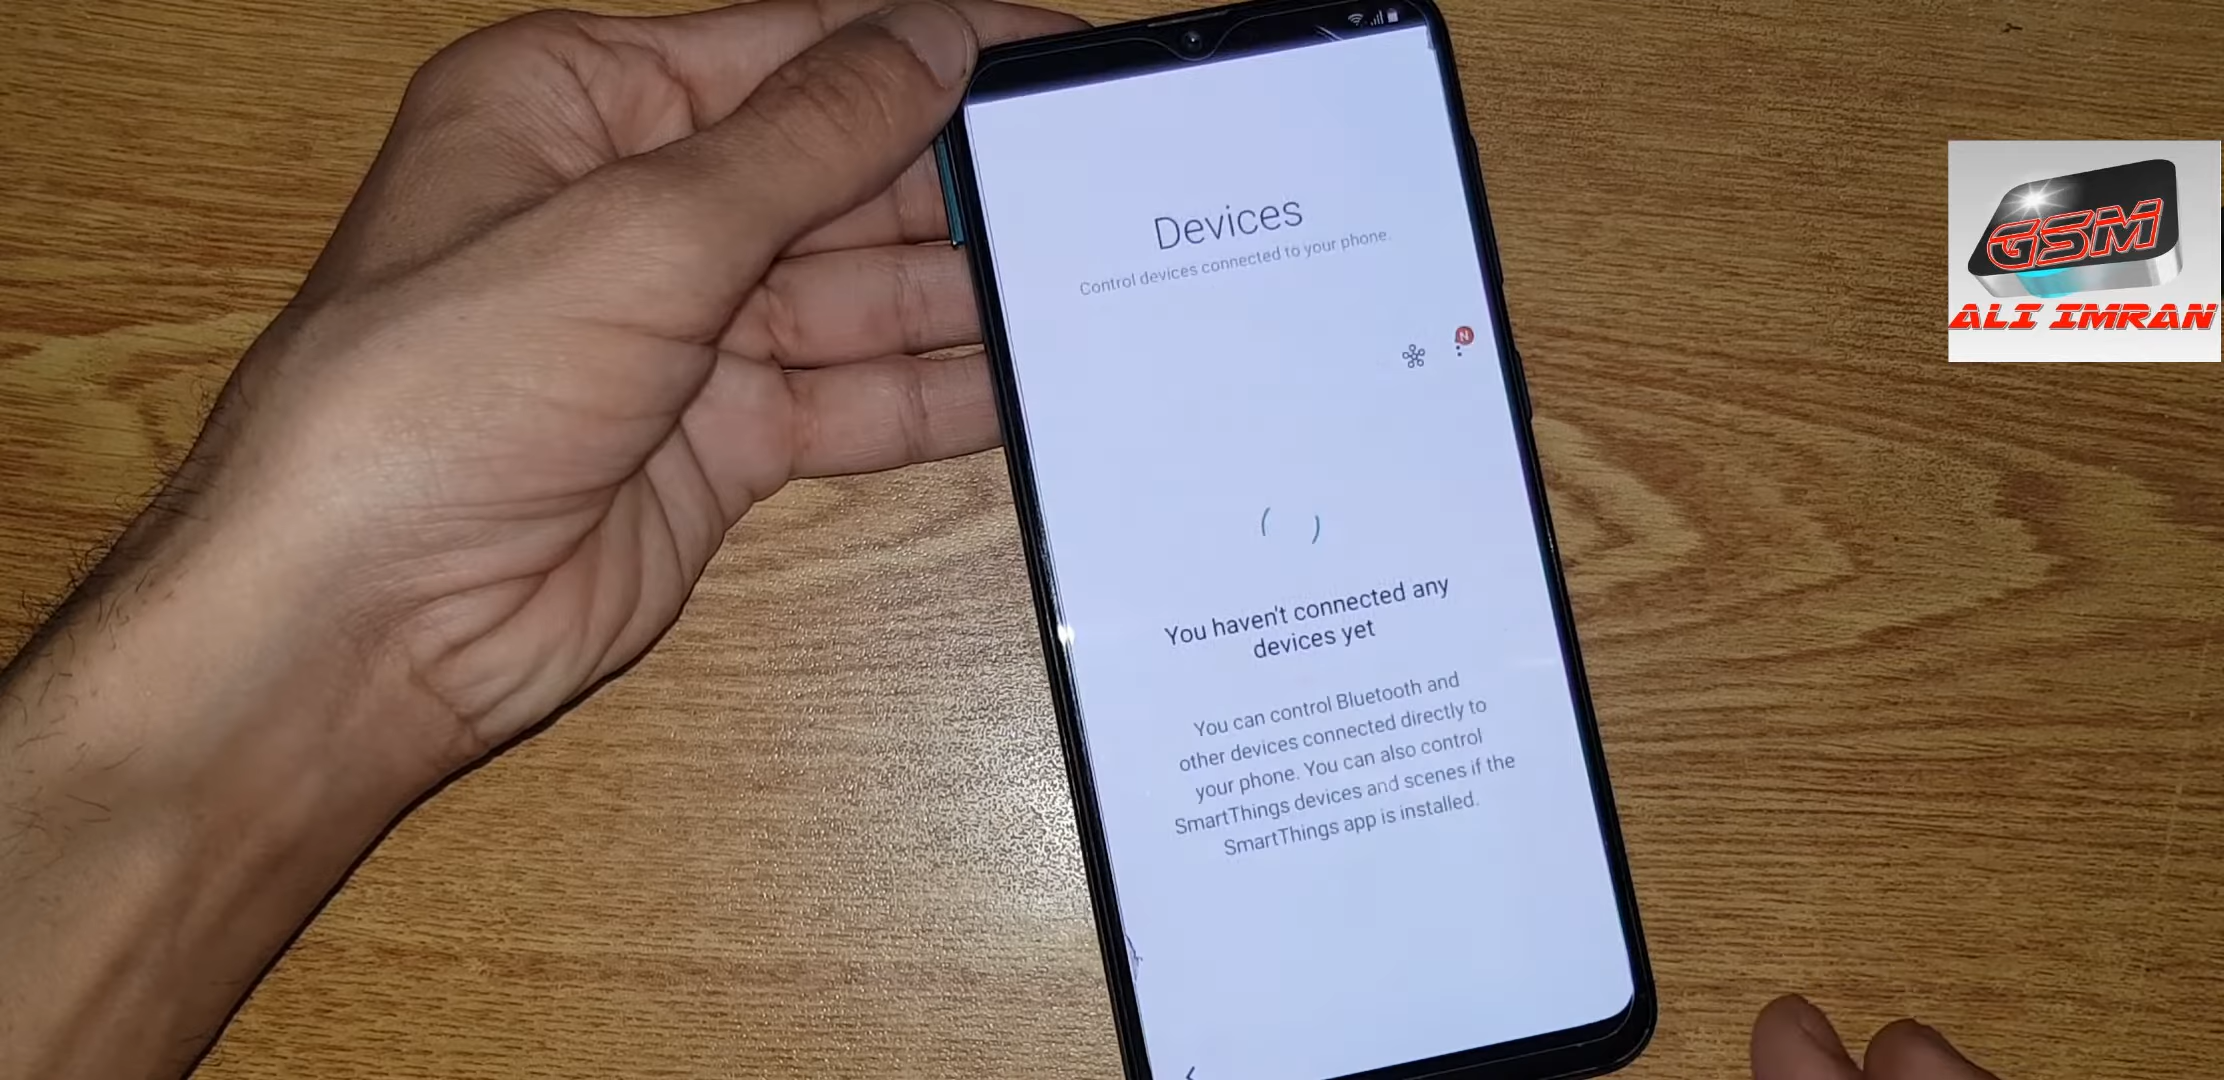 Devices
Control devices connected to your phone.
N
You haven't connected any
devices yet
You can control Bluetooth and
other devices connected directly to
your phone. You can also control
SmartThings devices and scenes if the
SmartThings app is installed.
GSM
ALI IMRAN